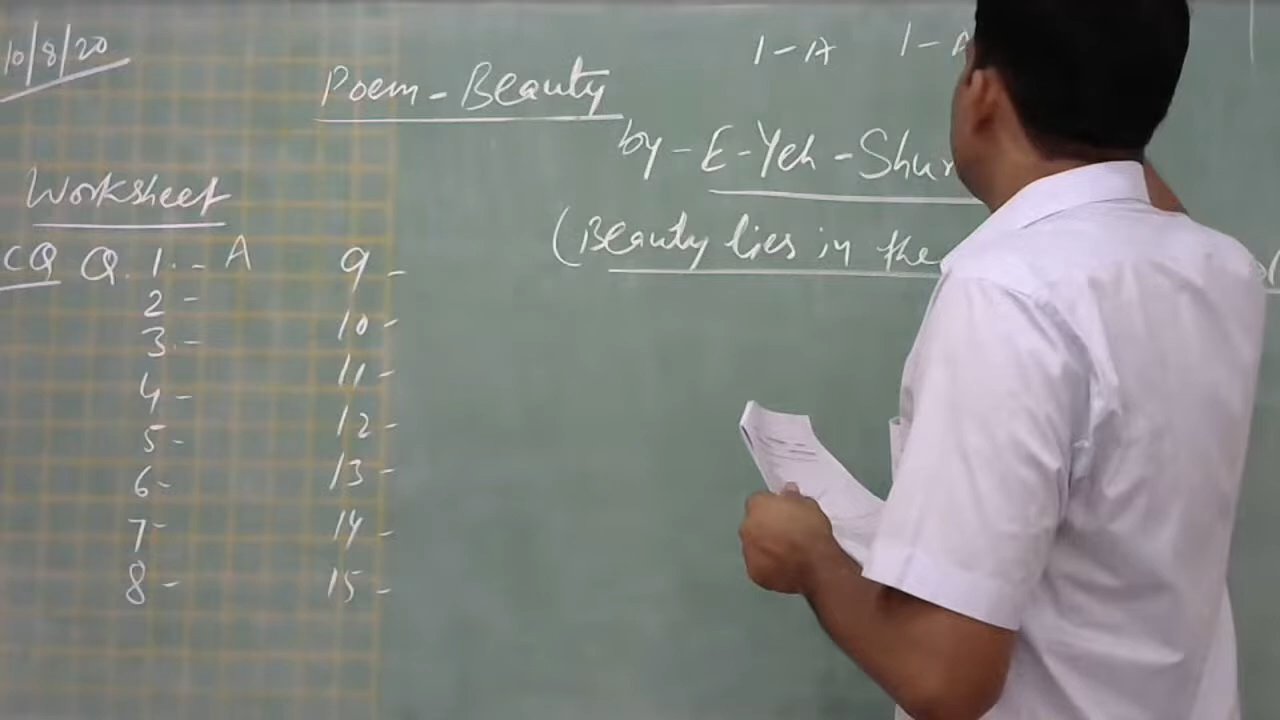 10/8/20
1-A 1-A
Poem - Beauty
by - E-Yeh-Shur
Worksheet
(Beauty lies in the
CQ Q. 1. - A 9 -
2 - 10 -
3. - 11 -
4 - 12 -
5 - 13 -
6 - 14 -
7 - 15 -
8 -